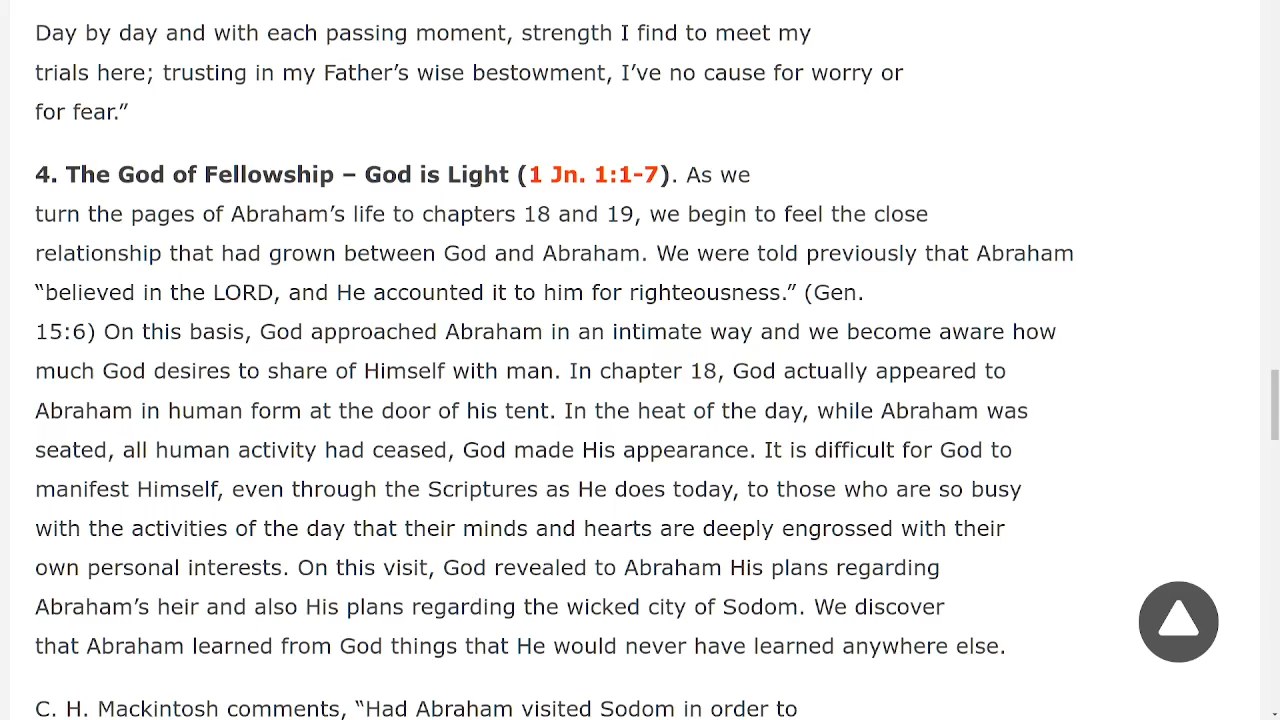 Day by day and with each passing moment, strength I find to meet my
trials here; trusting in my Father’s wise bestowment, I’ve no cause for worry or
for fear.”
4. The God of Fellowship – God is Light (1 Jn. 1:1-7). As we
turn the pages of Abraham’s life to chapters 18 and 19, we begin to feel the close
relationship that had grown between God and Abraham. We were told previously that Abraham
“believed in the LORD, and He accounted it to him for righteousness.” (Gen.
15:6) On this basis, God approached Abraham in an intimate way and we become aware how
much God desires to share of Himself with man. In chapter 18, God actually appeared to
Abraham in human form at the door of his tent. In the heat of the day, while Abraham was
seated, all human activity had ceased, God made His appearance. It is difficult for God to
manifest Himself, even through the Scriptures as He does today, to those who are so busy
with the activities of the day that their minds and hearts are deeply engrossed with their
own personal interests. On this visit, God revealed to Abraham His plans regarding
Abraham’s heir and also His plans regarding the wicked city of Sodom. We discover
that Abraham learned from God things that He would never have learned anywhere else.
C. H. Mackintosh comments, “Had Abraham visited Sodom in order to